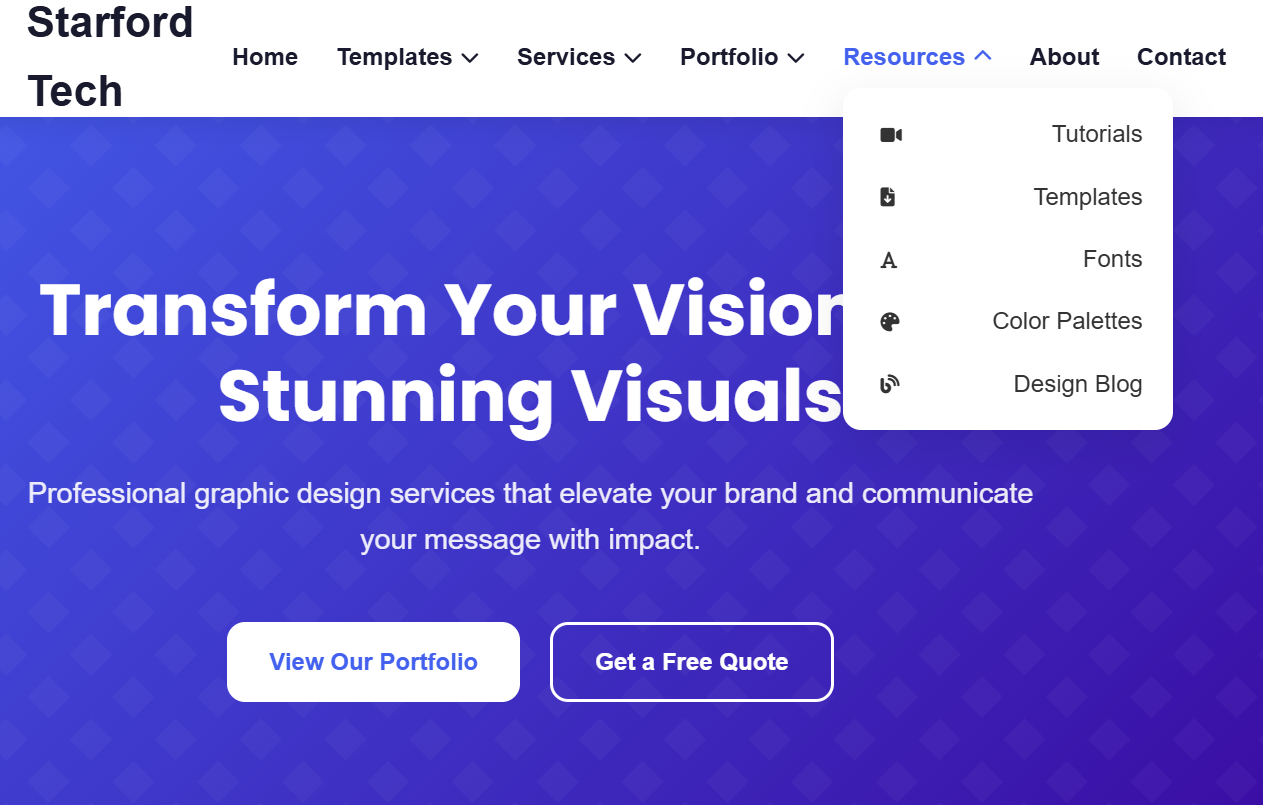 Starford
Tech
Home Templates Services Portfolio Resources About Contact
Tutorials
Templates
Fonts
Color Palettes
Design Blog
Transform Your Vision
Stunning Visuals
Professional graphic design services that elevate your brand and communicate
your message with impact.
View Our Portfolio Get a Free Quote